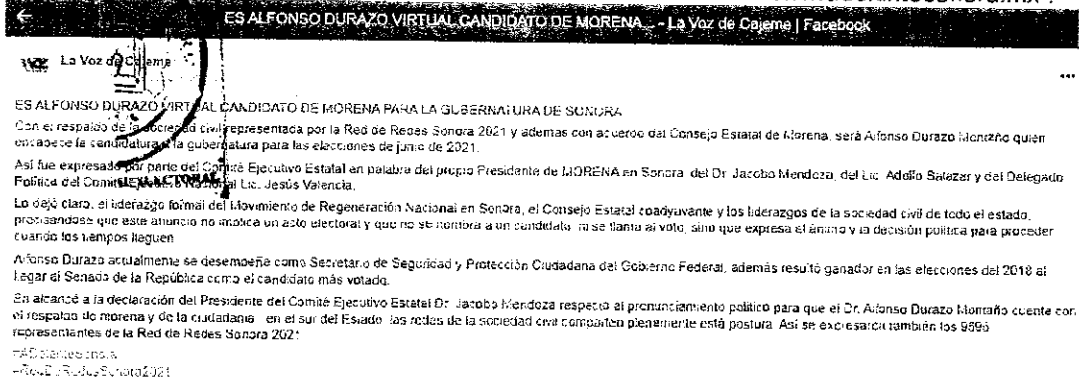 ES ALFONSO DURAZO VIRTUAL CANDIDATO DE MORENA... - La Voz de Cajeme | Facebook
La Voz de Cajeme
ES ALFONSO DURAZO VIRTUAL CANDIDATO DE MORENA PARA LA GUBERNATURA DE SONORA
Con el respaldo de la sociedad civil representada por la Red de Redes Sonora 2021 y ademas con acuerdo del Consejo Estatal de Morena, será Alfonso Durazo Montaño quien
encabece la candidatura a la gubernatura para las elecciones de junio de 2021.
Así fue expresado por parte del Comité Ejecutivo Estatal en palabra del propio Presidente de MORENA en Sonora, del Dr. Jacobo Mendoza, del Lic. Adolfo Salazar y del Delegado
Político del Comité Ejecutivo Nacional Lic. Jesús Valencia.
ELECTORAL
Lo dejó claro, el liderazgo formal del Movimiento de Regeneración Nacional en Sonora, el Consejo Estatal coadyuvante y los liderazgos de la sociedad civil de todo el estado,
precisandose que este anuncio no implica un acto electoral y que no se nombra a un candidato, ni se llama al voto, sino que expresa el ánimo y la decisión política para proceder
cuando los tiempos lleguen
Alfonso Durazo actualmente se desempeñe como Secretario de Seguridad y Protección Ciudadana del Gobierno Federal, además resultó ganador en las elecciones del 2018 al
llegar al Senado de la República como el candidato más votado.
En alcance a la declaración del Presidente del Comité Ejecutivo Estatal Dr. Jacobo Mendoza respecto al pronunciamiento político para que el Dr. Alfonso Durazo Montaño cuente con
el respaldo de morena y de la ciudadania en el sur del Estado, las redes de la sociedad civil comparten plenamente está postura. Así se expresaron también los 9596
representantes de la Red de Redes Sonora 2021
#RedDeRedesSonora2021